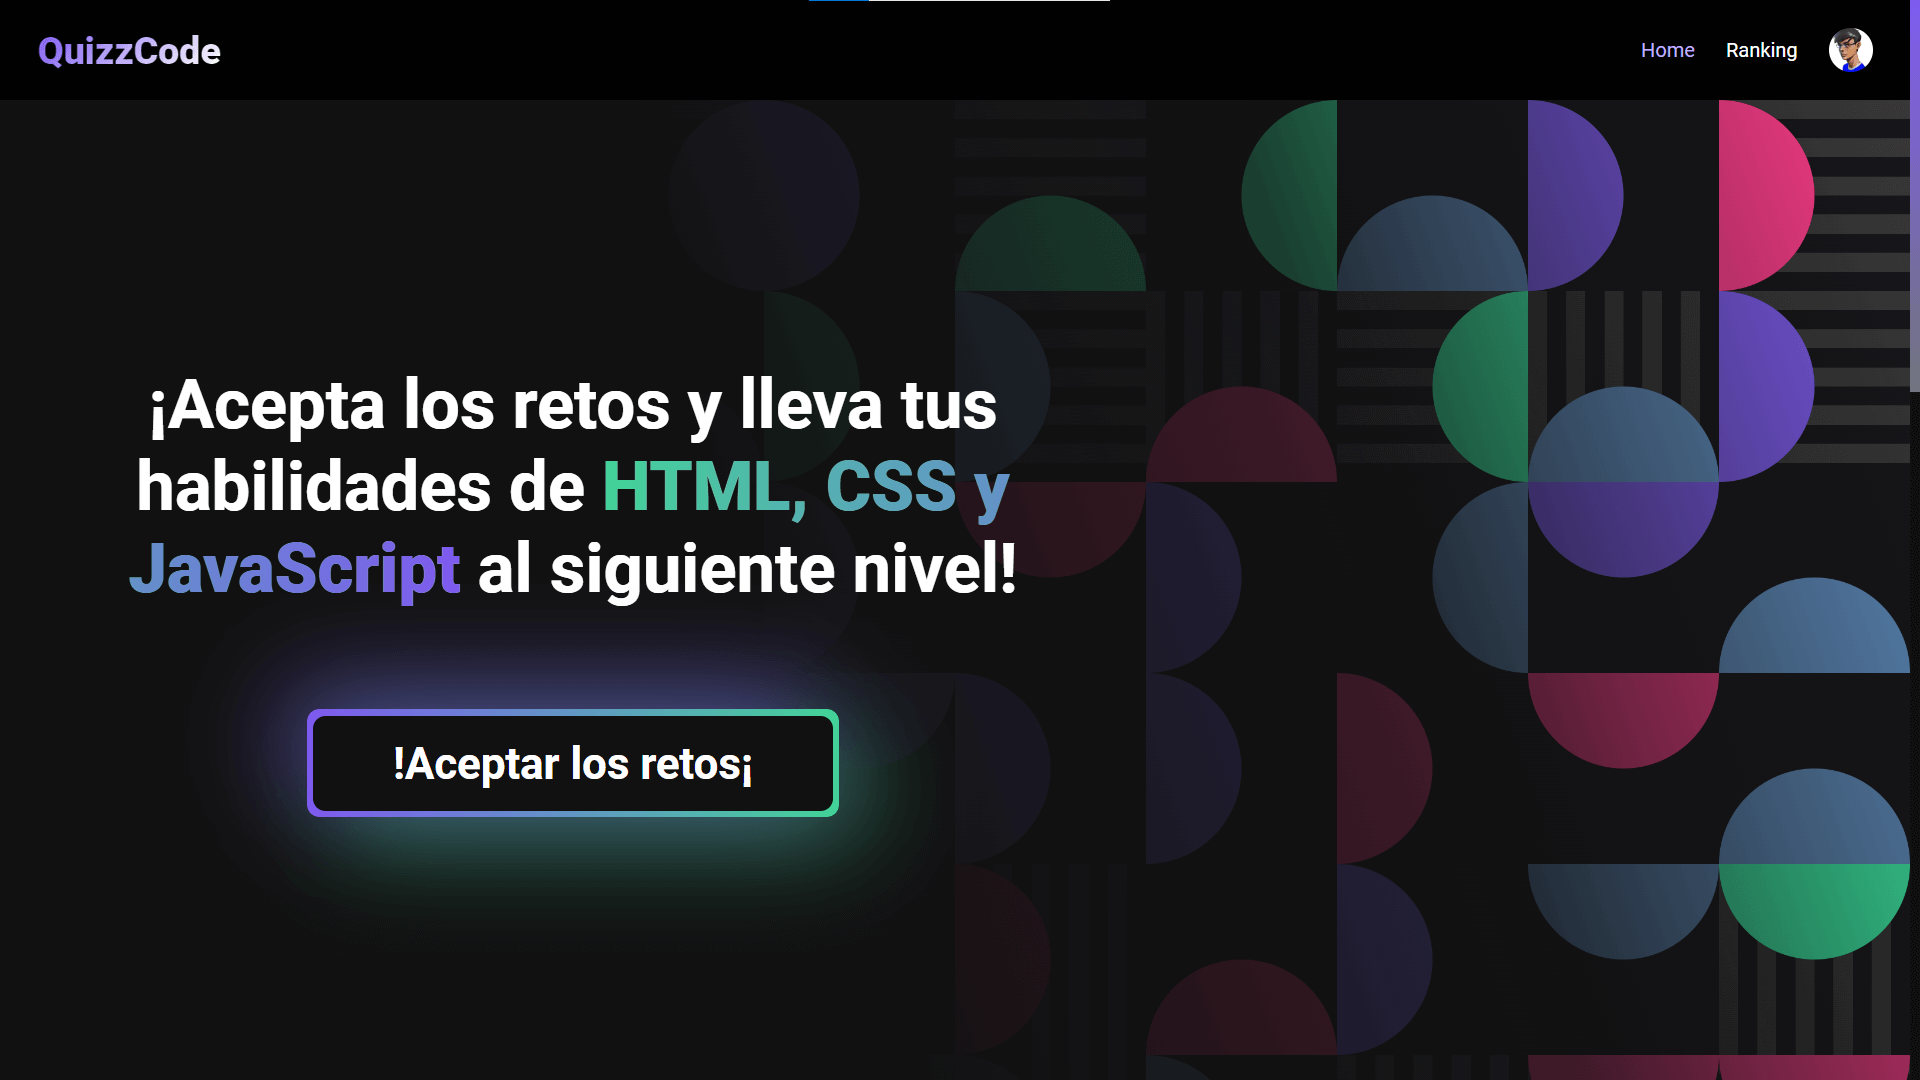 QuizzCode
Home
Ranking
¡Acepta los retos y lleva tus
habilidades de HTML, CSS y
JavaScript al siguiente nivel!
!Aceptar los retos¡